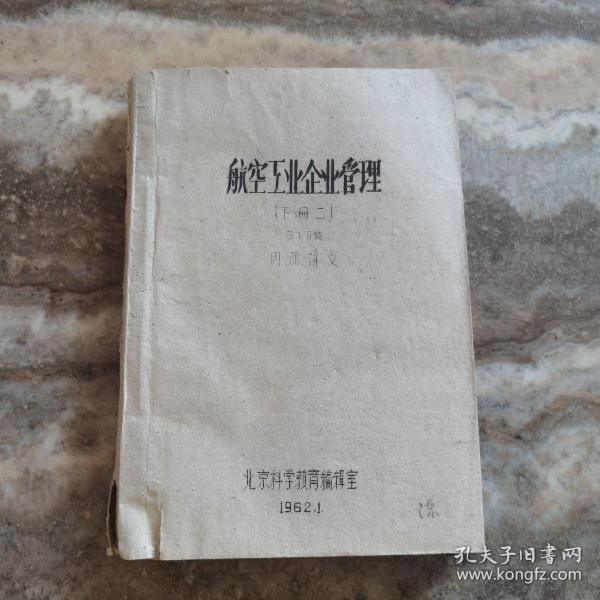 航空工业企业管理
(下册二)
内部讲义
北京科学教育编辑室
1962.1.
孔夫子旧书网
www.kongfz.com